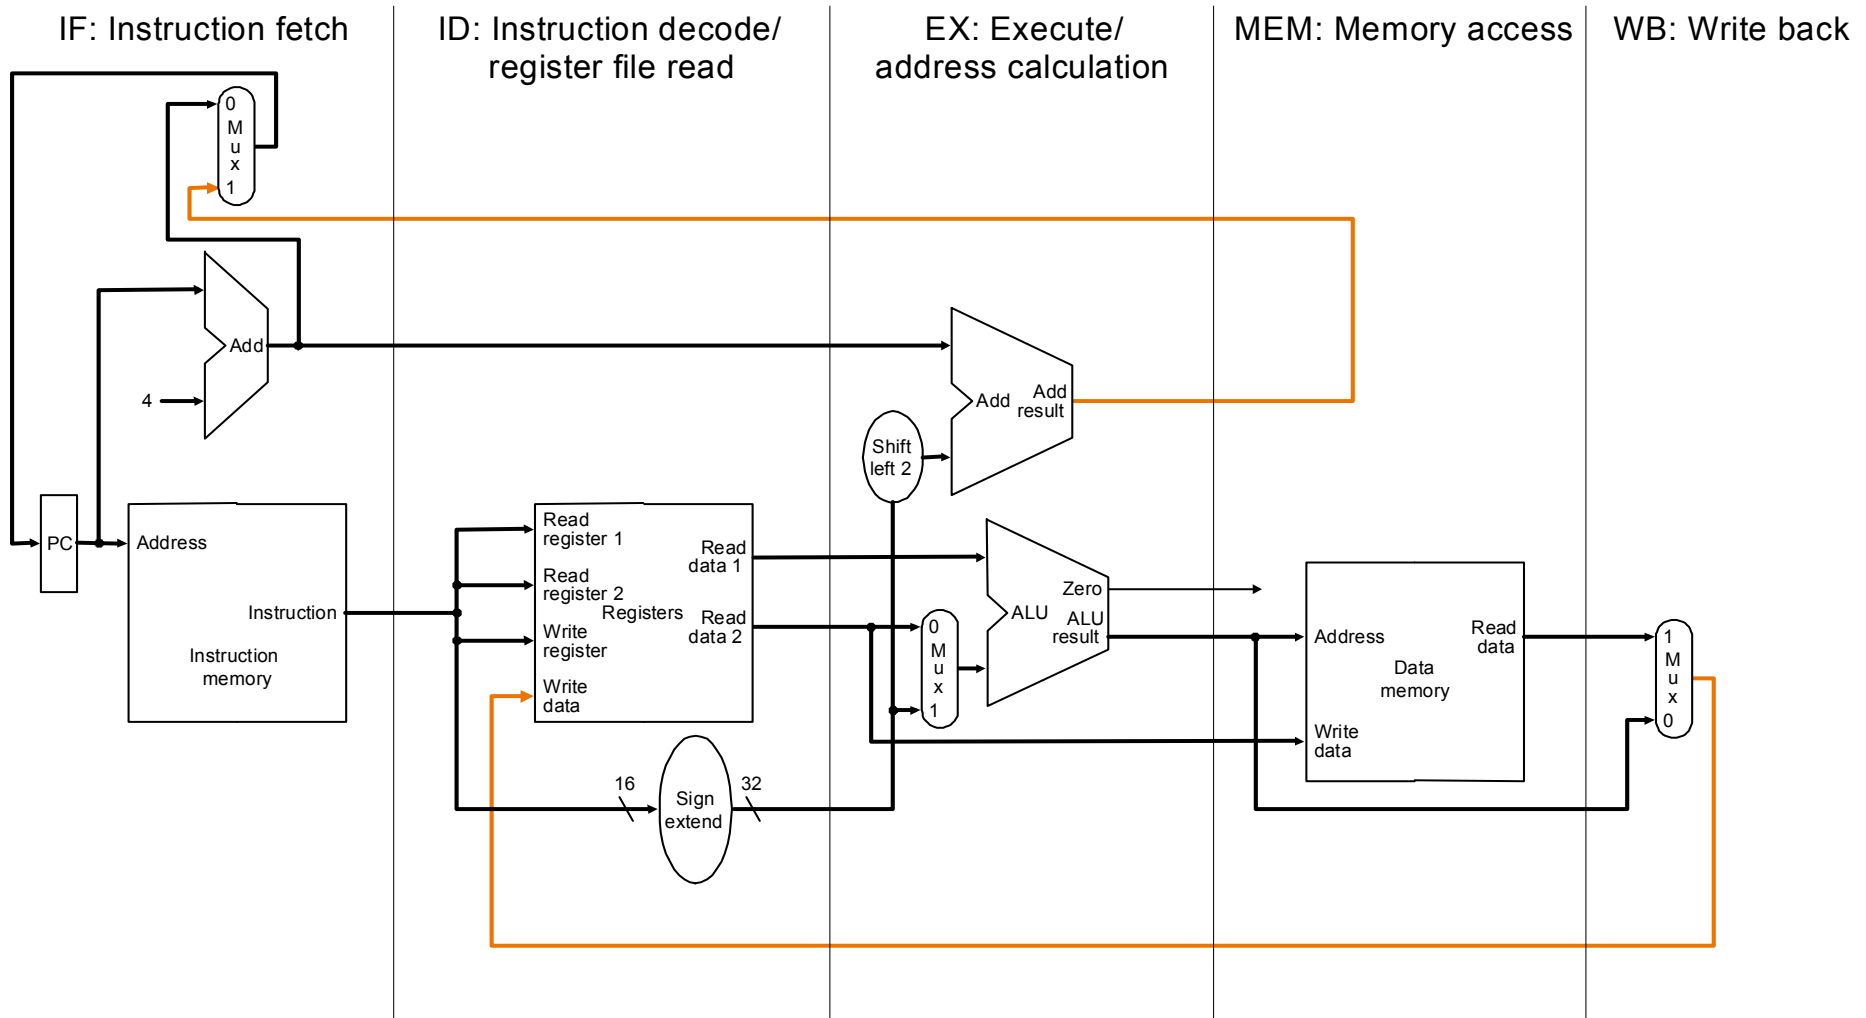 IF: Instruction fetch
ID: Instruction decode/
register file read
EX: Execute/
address calculation
MEM: Memory access
WB: Write back
0
M
u
x
1
Add
4
Add
Add
result
Shift
left 2
PC
Address
Instruction
Instruction
memory
Read
register 1
Read
register 2
Write
register
Write
data
Registers
Read
data 1
Read
data 2
16
Sign
extend
32
0
M
u
x
1
Zero
ALU
ALU
result
Address
Data
memory
Write
data
Read
data
1
M
u
x
0